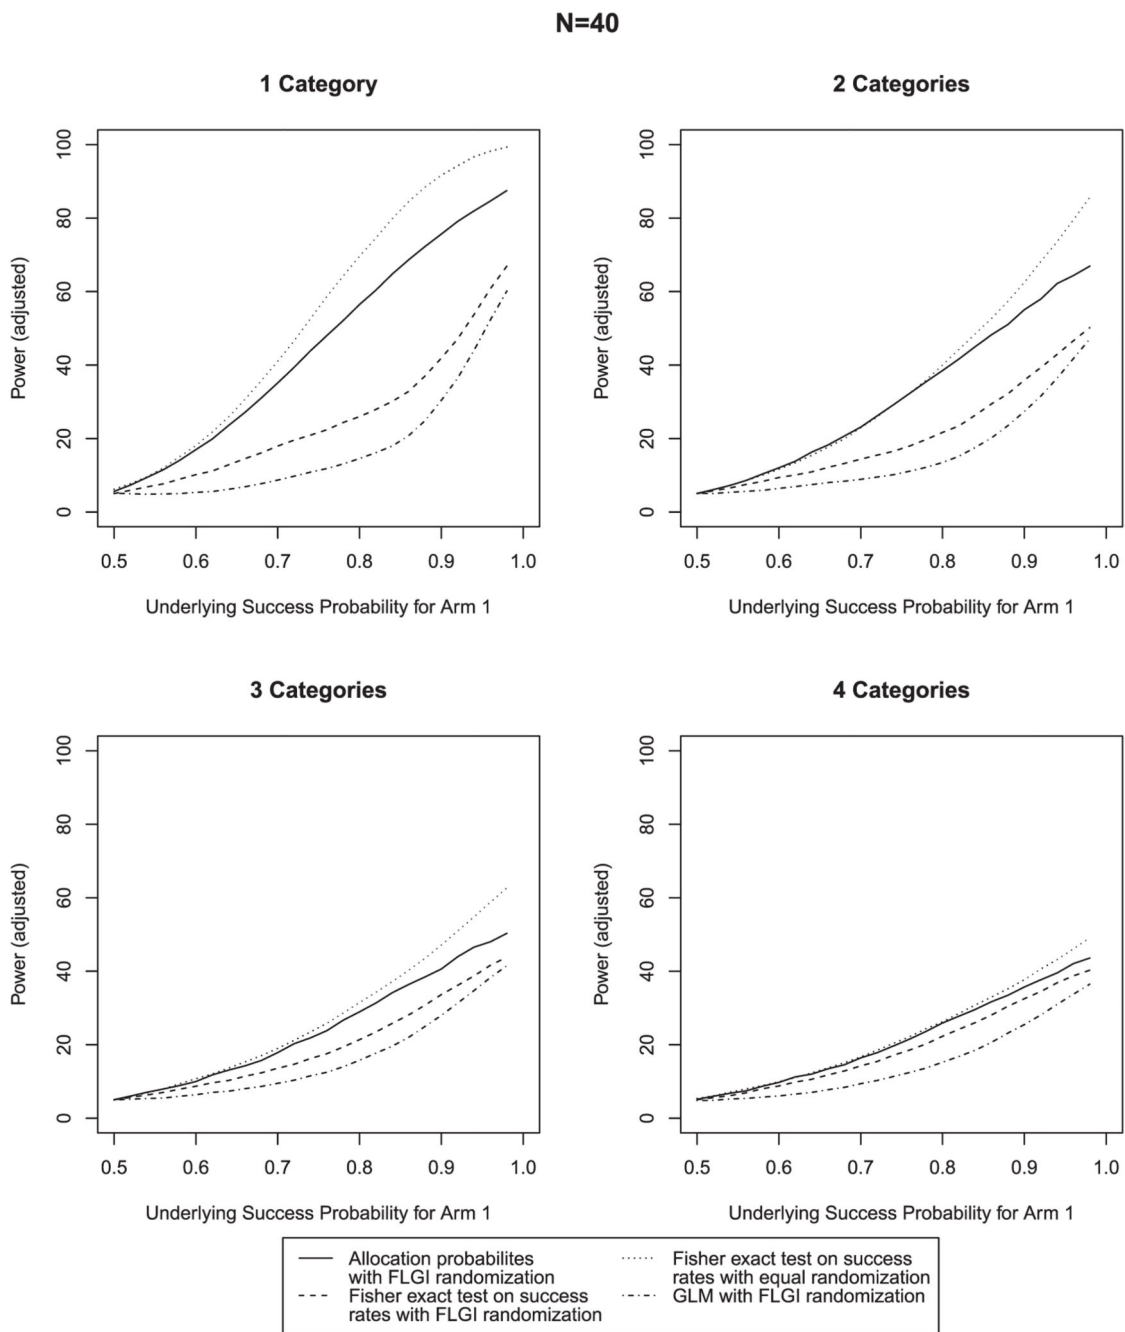 N=40
1 Category
2 Categories
Power (adjusted)
0
20
40
60
80
100
0.5
0.6
0.7
0.8
0.9
1.0
Underlying Success Probability for Arm 1
Power (adjusted)
0
20
40
60
80
100
0.5
0.6
0.7
0.8
0.9
1.0
Underlying Success Probability for Arm 1
3 Categories
4 Categories
Power (adjusted)
0
20
40
60
80
100
0.5
0.6
0.7
0.8
0.9
1.0
Underlying Success Probability for Arm 1
Power (adjusted)
0
20
40
60
80
100
0.5
0.6
0.7
0.8
0.9
1.0
Underlying Success Probability for Arm 1
Allocation probabilites
with FLGI randomization
Fisher exact test on success
rates with FLGI randomization
Fisher exact test on success
rates with equal randomization
GLM with FLGI randomization